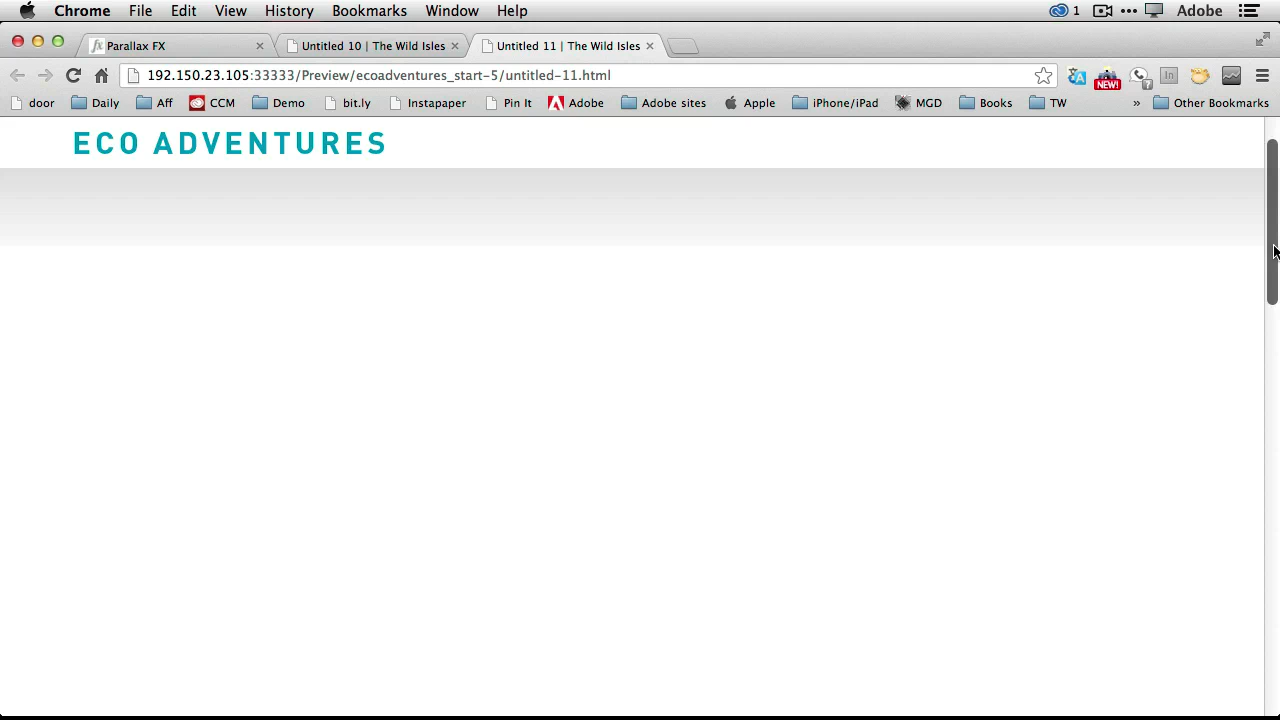 Chrome File Edit View History Bookmarks Window Help 1 Adobe
Parallax FX Untitled 10 | The Wild Isles Untitled 11 | The Wild Isles
192.150.23.105:33333/Preview/ecoadventures_start-5/untitled-11.html NEW! In
door Daily Aff CCM Demo bit.ly Instapaper Pin It Adobe Adobe sites Apple iPhone/iPad MGD Books TW » Other Bookmarks
ECO ADVENTURES